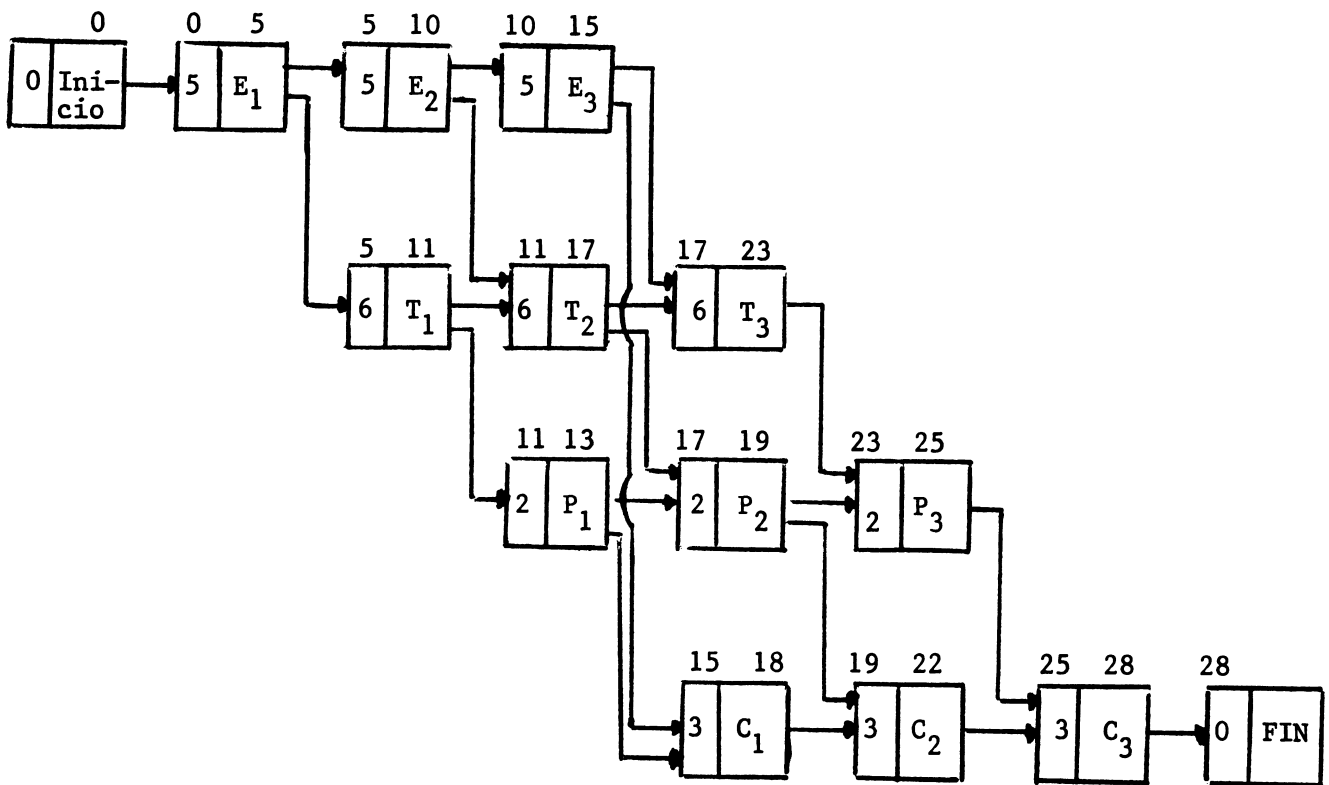 0 0 5 5 10 10 15
0 Ini-
cio
5 E1 5 E2 5 E3
5 11 11 17 17 23
6 T1 6 T2 6 T3
11 13 17 19 23 25
2 P1 2 P2 2 P3
15 18 19 22 25 28 28
3 C1 3 C2 3 C3 0 FIN